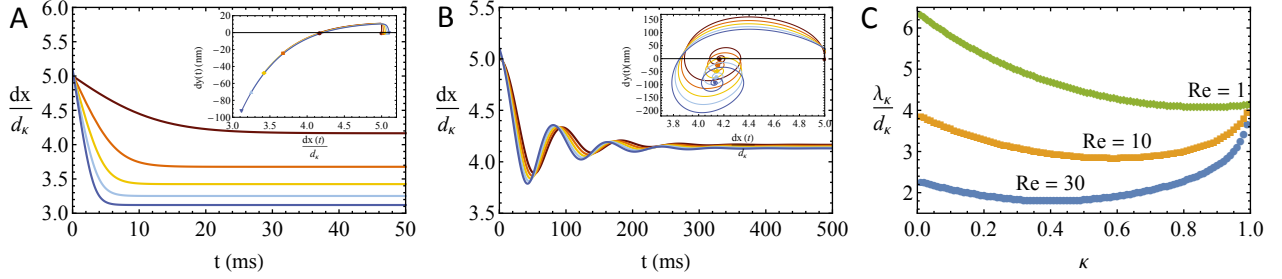 A
6.0
5.5
5.0
4.5
4.0
3.5
3.0
dx
dκ
0
10
20
30
40
50
t (ms)
20
0
-20
-40
-60
-80
-100
dy(t)(nm)
3.0
3.5
4.0
4.5
5.0
dx(t)
dκ
B
5.5
5.0
4.5
4.0
3.5
dx
dκ
0
100
200
300
400
500
t (ms)
150
100
50
0
-50
-100
-150
-200
dy(t)(nm)
3.8
4.0
4.2
4.4
4.6
4.8
5.0
dx(t)
dκ
C
6
5
4
3
2
λκ
dκ
Re = 1
Re = 10
Re = 30
0.0
0.2
0.4
0.6
0.8
1.0
κ